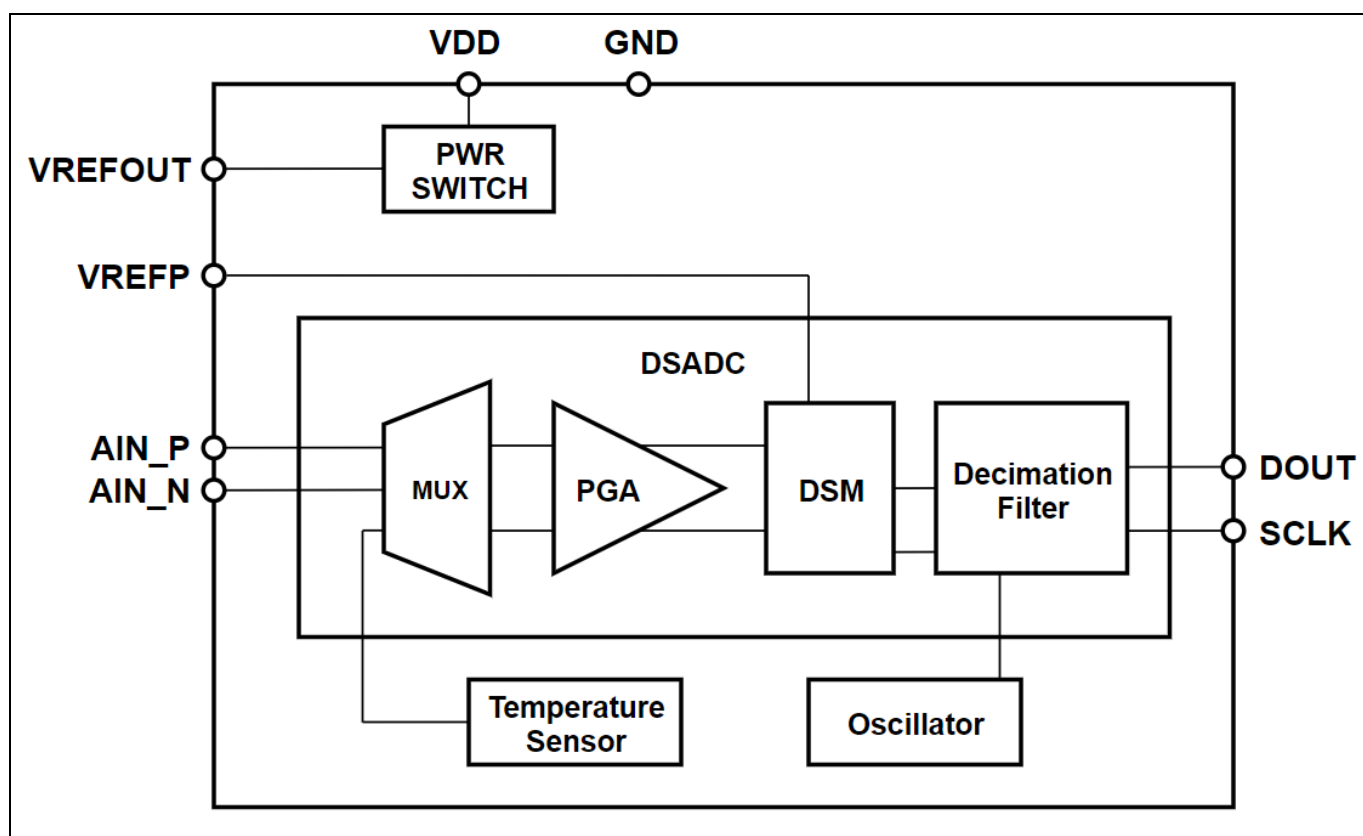 VDD
GND
PWR
SWITCH
VREFOUT
VREFP
DSADC
AIN_P
AIN_N
MUX
PGA
DSM
Decimation
Filter
DOUT
SCLK
Temperature
Sensor
Oscillator